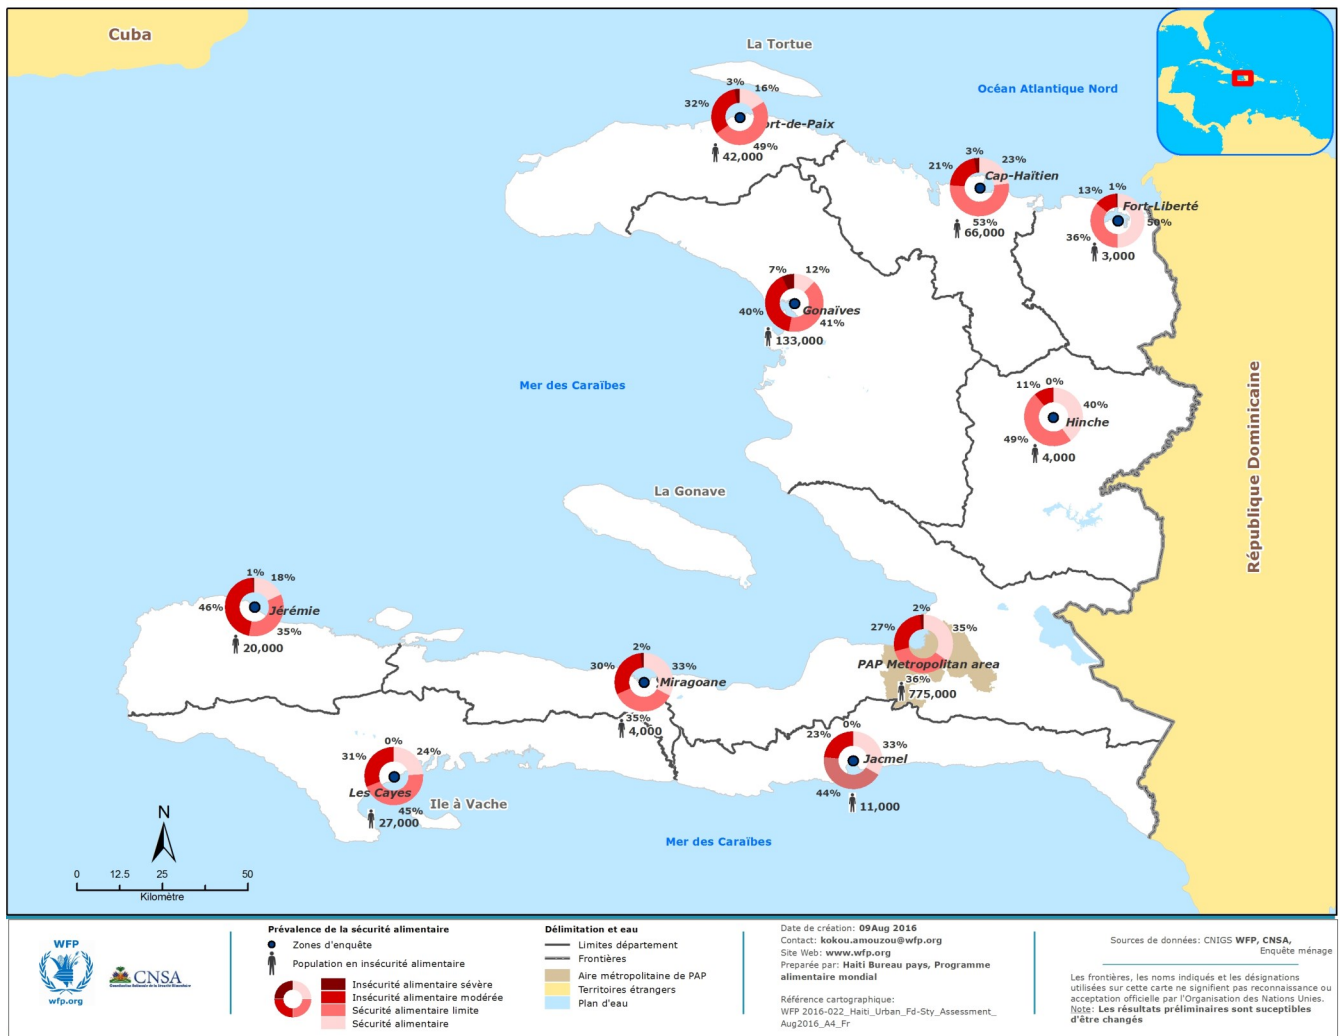 Cuba
La Tortue
Océan Atlantique Nord
3%
16%
32%
ort-de-Paix
49%
42,000
3%
23%
21%
Cap-Haïtien
53%
66,000
13%
1%
Fort-Liberté
50%
36%
3,000
7%
12%
40%
Gonaïves
41%
133,000
Mer des Caraïbes
11%
0%
40%
Hinche
49%
4,000
République Dominicaine
La Gonave
1%
18%
46%
Jérémie
35%
20,000
2%
27%
35%
PAP Metropolitan area
36%
775,000
2%
30%
33%
Miragoane
35%
4,000
0%
31%
24%
Les Cayes
45%
27,000
Ile à Vache
0%
23%
33%
Jacmel
44%
11,000
Mer des Caraïbes
N
0 12.5 25 50
Kilomètre
WFP
wfp.org
CNSA
Prévalence de la sécurité alimentaire
Zones d'enquête
Population en insécurité alimentaire
Insécurité alimentaire sévère
Insécurité alimentaire modérée
Sécurité alimentaire limite
Sécurité alimentaire
Délimitation et eau
Limites département
Frontières
Aire métropolitaine de PAP
Territoires étrangers
Plan d'eau
Date de création: 09Aug 2016
Contact: kokou.amouzou@wfp.org
Site Web: www.wfp.org
Preparée par: Haiti Bureau pays, Programme
alimentaire mondial
Référence cartographique:
WFP 2016-022_Haiti_Urban_Fd-Sty_Assessment_
Aug2016_A4_Fr
Sources de données: CNIGS WFP, CNSA,
Enquête ménage
Les frontières, les noms indiqués et les désignations
utilisées sur cette carte ne signifient pas reconnaissance ou
acceptation officielle par l'Organisation des Nations Unies.
Note: Les résultats préliminaires sont suceptibles
d'être changés